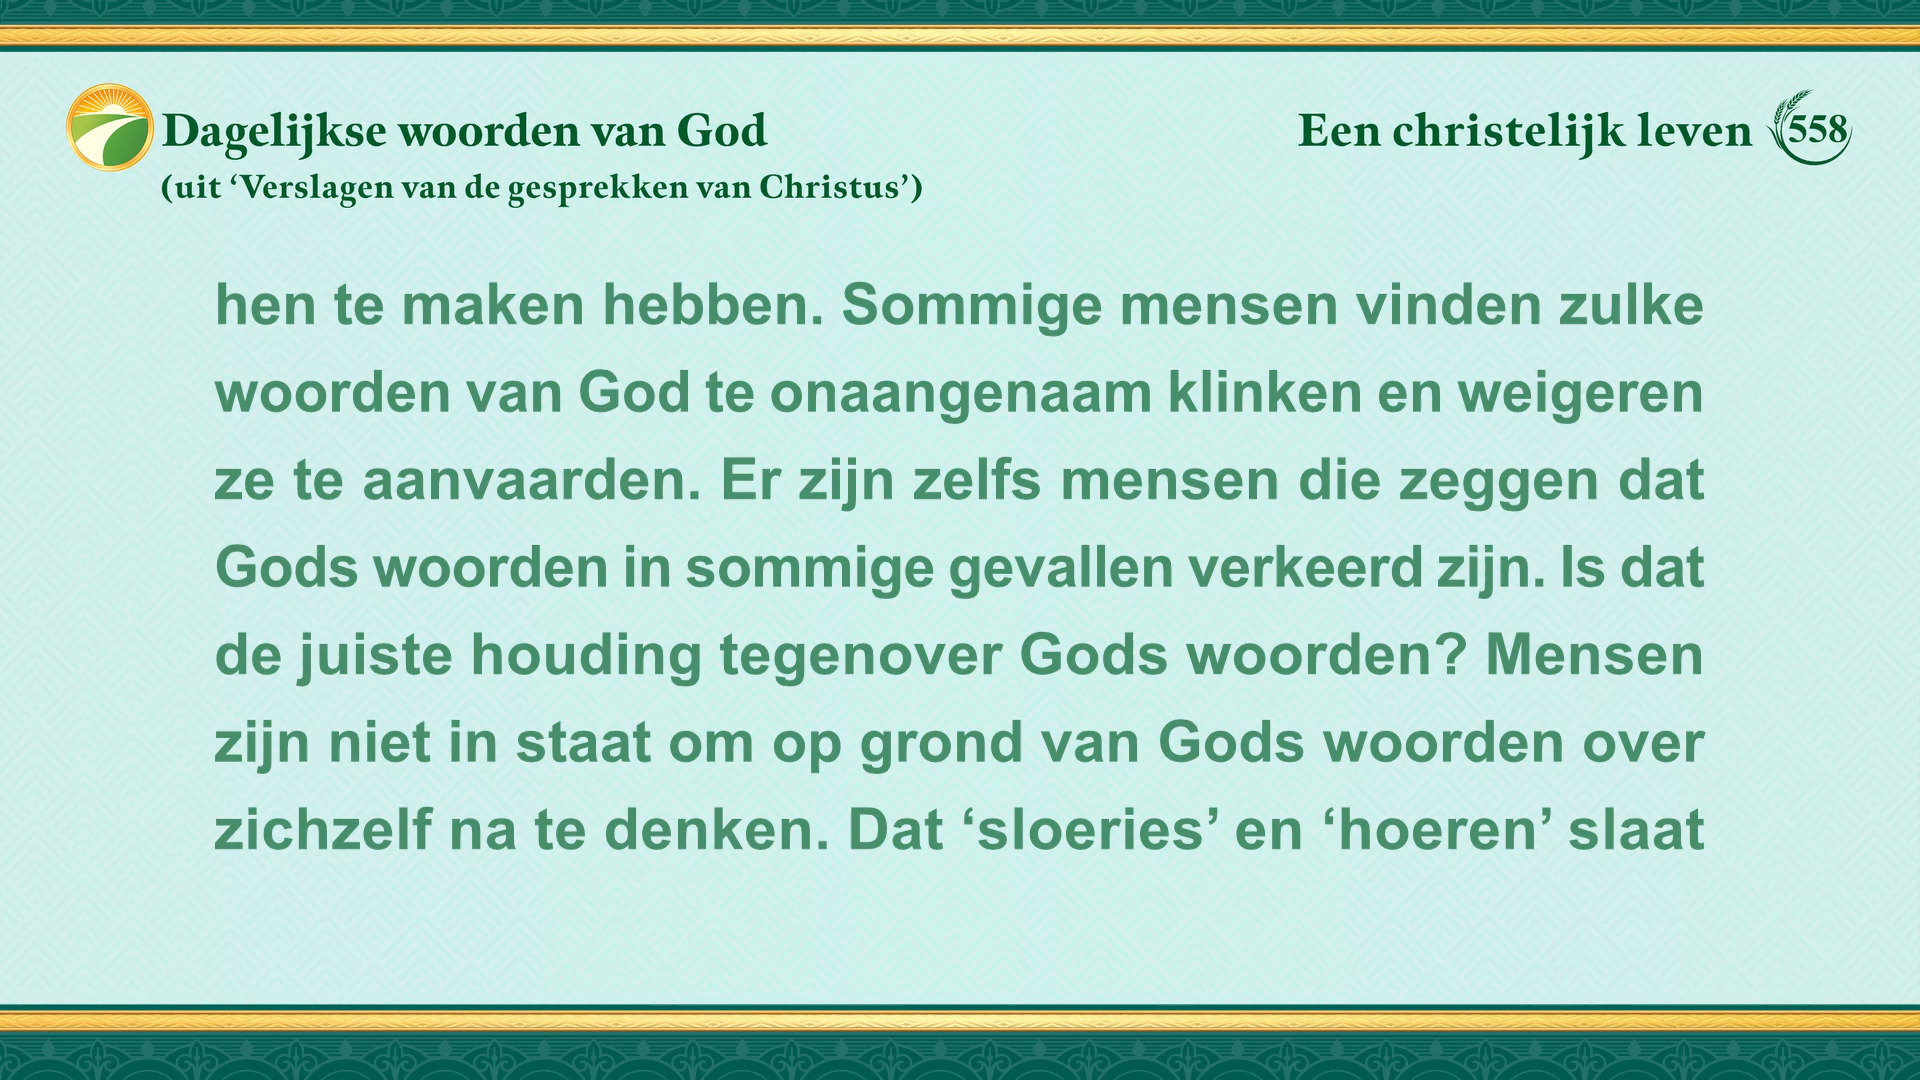 Dagelijkse woorden van God
(uit ‘Verslagen van de gesprekken van Christus’)
Een christelijk leven 558
hen te maken hebben. Sommige mensen vinden zulke
woorden van God te onaangenaam klinken en weigeren
ze te aanvaarden. Er zijn zelfs mensen die zeggen dat
Gods woorden in sommige gevallen verkeerd zijn. Is dat
de juiste houding tegenover Gods woorden? Mensen
zijn niet in staat om op grond van Gods woorden over
zichzelf na te denken. Dat ‘sloeries’ en ‘hoeren’ slaat